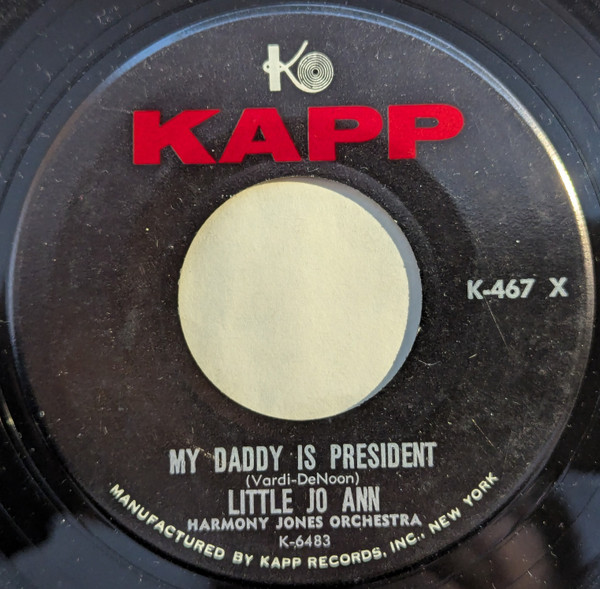 K
KAPP
K-467 X
MY DADDY IS PRESIDENT
(Vardi-DeNoon)
LITTLE JO ANN
HARMONY JONES ORCHESTRA
K-6483
MANUFACTURED BY KAPP RECORDS, INC., NEW YORK